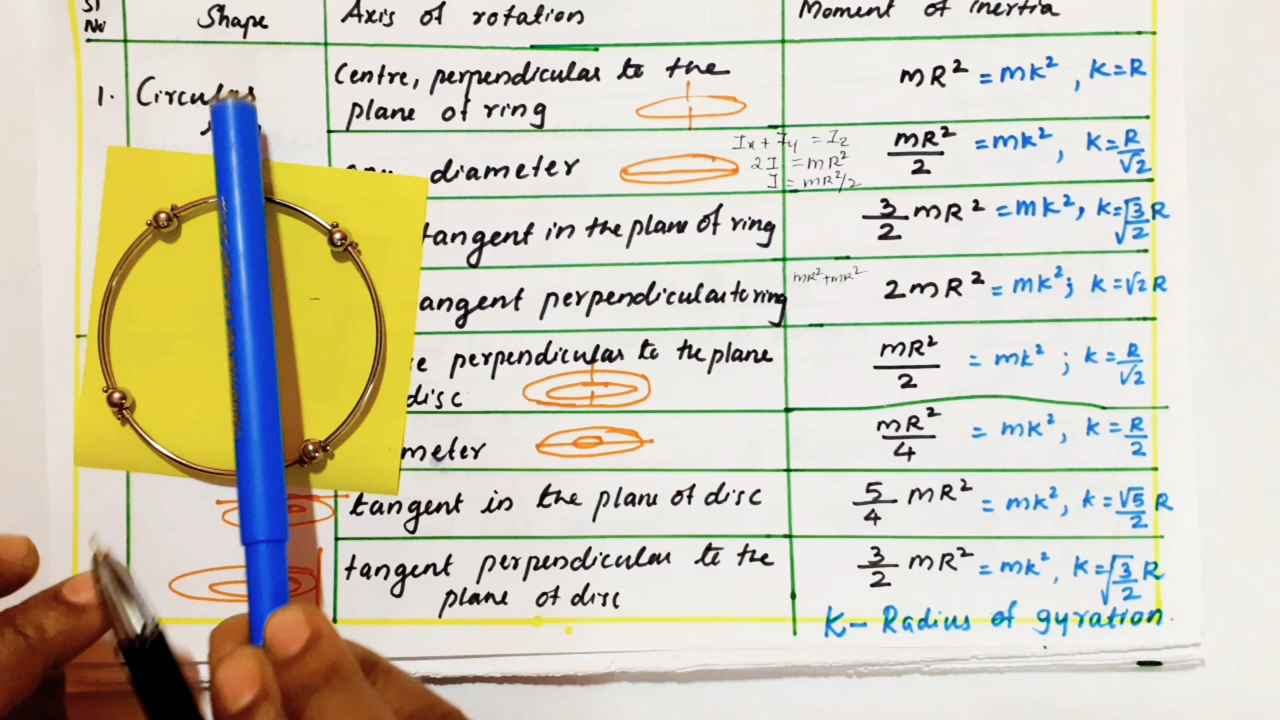 Sl
No
Shape
Axis of rotation
Moment of inertia
1. Circular
Centre, perpendicular to the
plane of ring
mR² = mK² , K=R
diameter
Ix + Iy = Iz
2I = mR²
I = mR²/2
mR²/2 = mK² , K=R/√2
tangent in the plane of ring
3/2 mR² = mK², K=√3/2 R
angent perpendicular to ring
mR²+mR²
2mR² = mK² ; K=√2 R
e perpendicular to the plane
disc
mR²/2 = mK² ; K=R/√2
meter
mR²/4 = mK² , K=R/2
tangent in the plane of disc
5/4 mR² = mK², K=√5/2 R
tangent perpendicular to the
plane of disc
3/2 mR² = mK², K=√3/2 R
K- Radius of gyration.